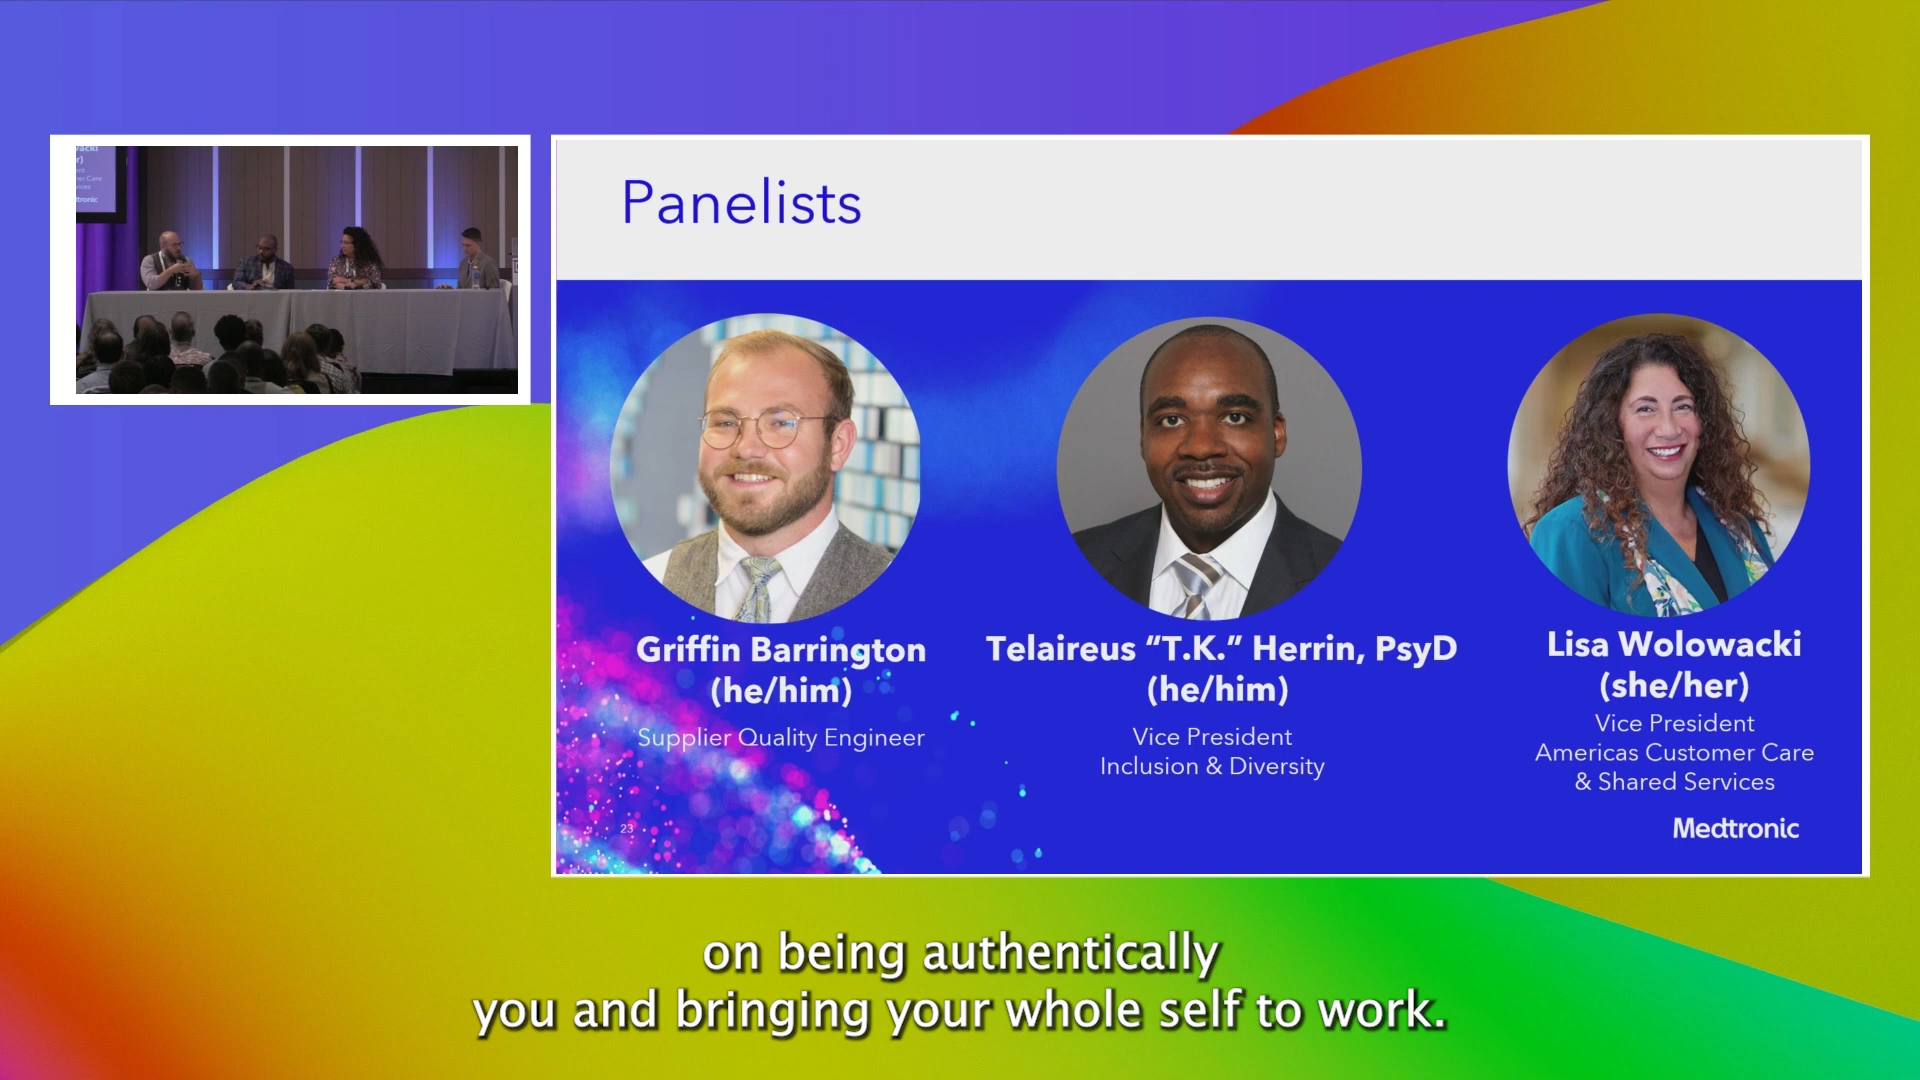 Panelists
Griffin Barrington
(he/him)
Supplier Quality Engineer
Telaireus “T.K.” Herrin, PsyD
(he/him)
Vice President
Inclusion & Diversity
Lisa Wolowacki
(she/her)
Vice President
Americas Customer Care
& Shared Services
23
Medtronic
on being authentically
you and bringing your whole self to work.